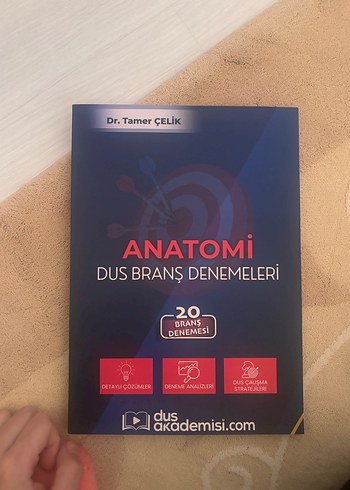 Dr. Tamer ÇELİK
ANATOMİ
DUS BRANŞ DENEMELERİ
20
BRANŞ
DENEMESİ
DETAYLI ÇÖZÜMLER
DENEME ANALİZLERİ
DUS ÇALIŞMA
STRATEJİLERİ
dus
akademisi.com